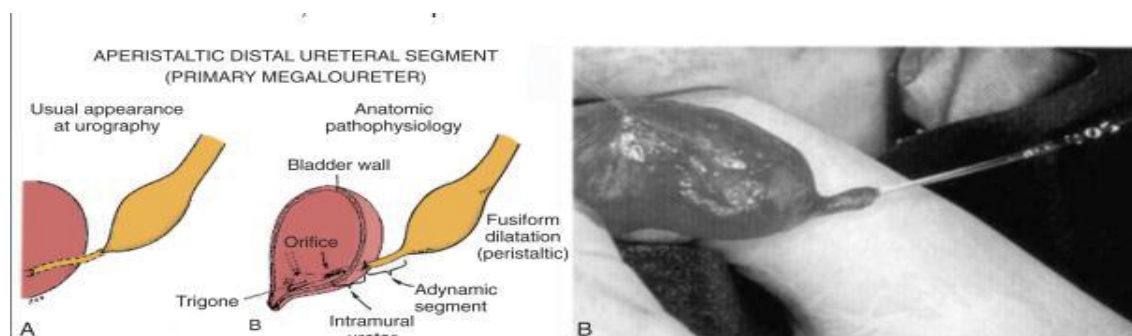 APERISTALTIC DISTAL URETERAL SEGMENT
(PRIMARY MEGALOURETER)
Usual appearance
at urography
Anatomic
pathophysiology
Bladder wall
Orifice
Fusiform
dilatation
(peristaltic)
Trigone
Adynamic
segment
Intramural
A
B
B